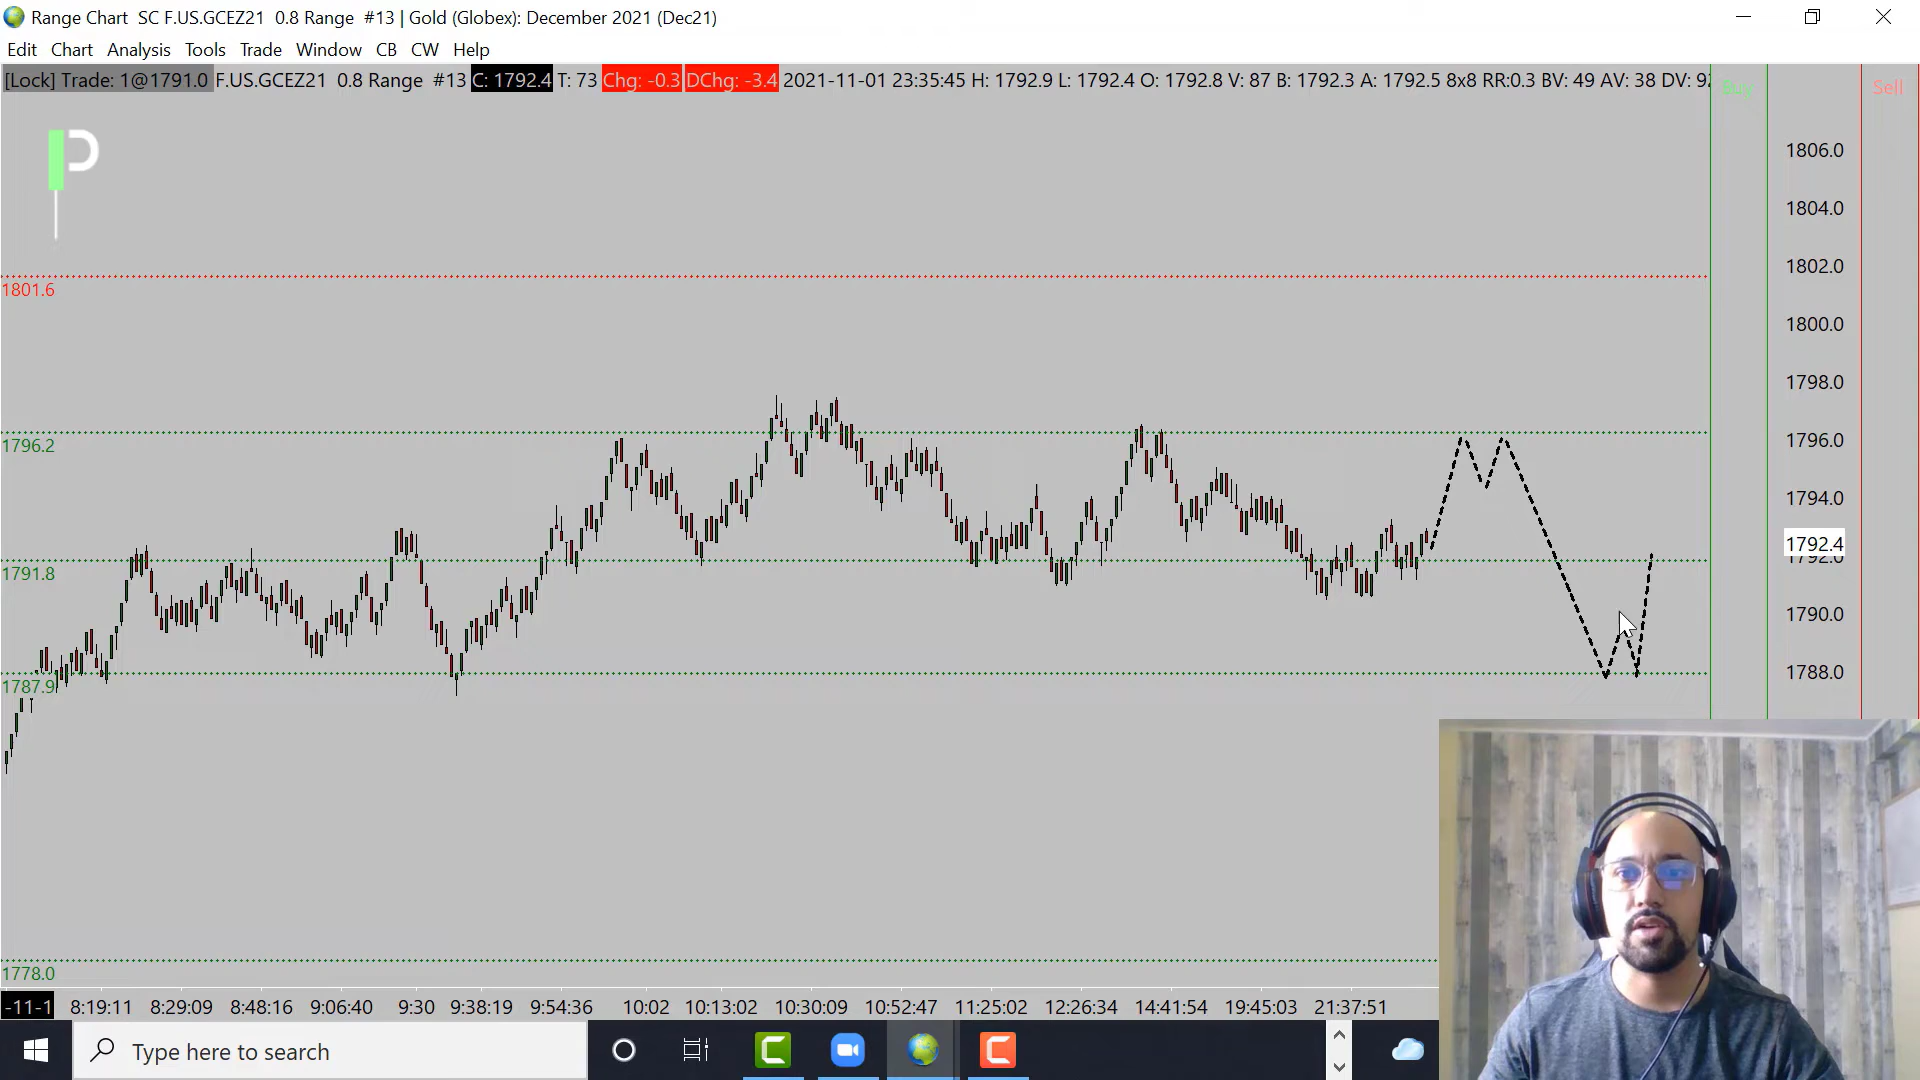 Range Chart SC F.US.GCEZ21 0.8 Range #13 | Gold (Globex): December 2021 (Dec21)
Edit Chart Analysis Tools Trade Window CB CW Help
[Lock] Trade: 1@1791.0 F.US.GCEZ21 0.8 Range #13 C: 1792.4 T: 73 Chg: -0.3 DChg: -3.4 2021-11-01 23:35:45 H: 1792.9 L: 1792.4 O: 1792.8 V: 87 B: 1792.3 A: 1792.5 8x8 RR:0.3 BV: 49 AV: 38 DV:
Buy Sell
1806.0
1804.0
1802.0
1801.6
1800.0
1798.0
1796.0
1796.2
1794.0
1792.4
1792.0
1791.8
1790.0
1788.0
1787.9
1778.0
-11-1 8:19:11 8:29:09 8:48:16 9:06:40 9:30 9:38:19 9:54:36 10:02 10:13:02 10:30:09 10:52:47 11:25:02 12:26:34 14:41:54 19:45:03 21:37:51
Type here to search